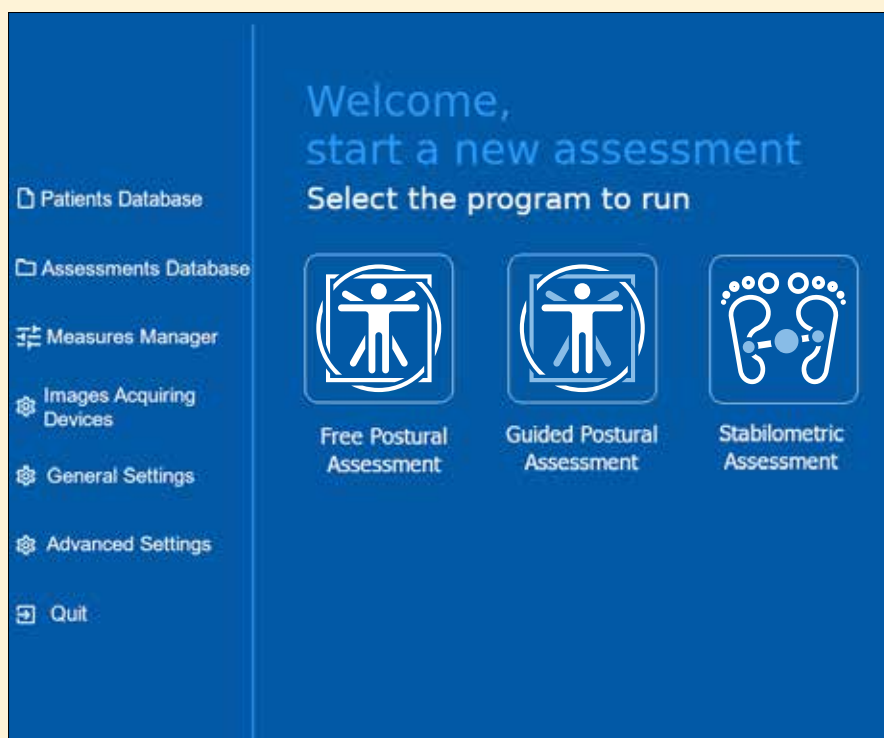 Patients Database
Assessments Database
Measures Manager
Images Acquiring
Devices
General Settings
Advanced Settings
Quit
Welcome,
start a new assessment
Select the program to run
Free Postural
Assessment
Guided Postural
Assessment
Stabilometric
Assessment